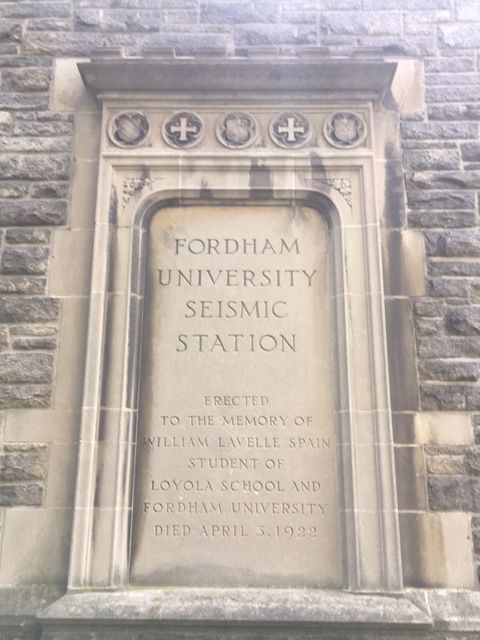 FORDHAM
UNIVERSITY
SEISMIC
STATION
ERECTED
TO THE MEMORY OF
WILLIAM LAVELLE SPAIN
STUDENT OF
LOYOLA SCHOOL AND
FORDHAM UNIVERSITY
DIED APRIL 3, 1922